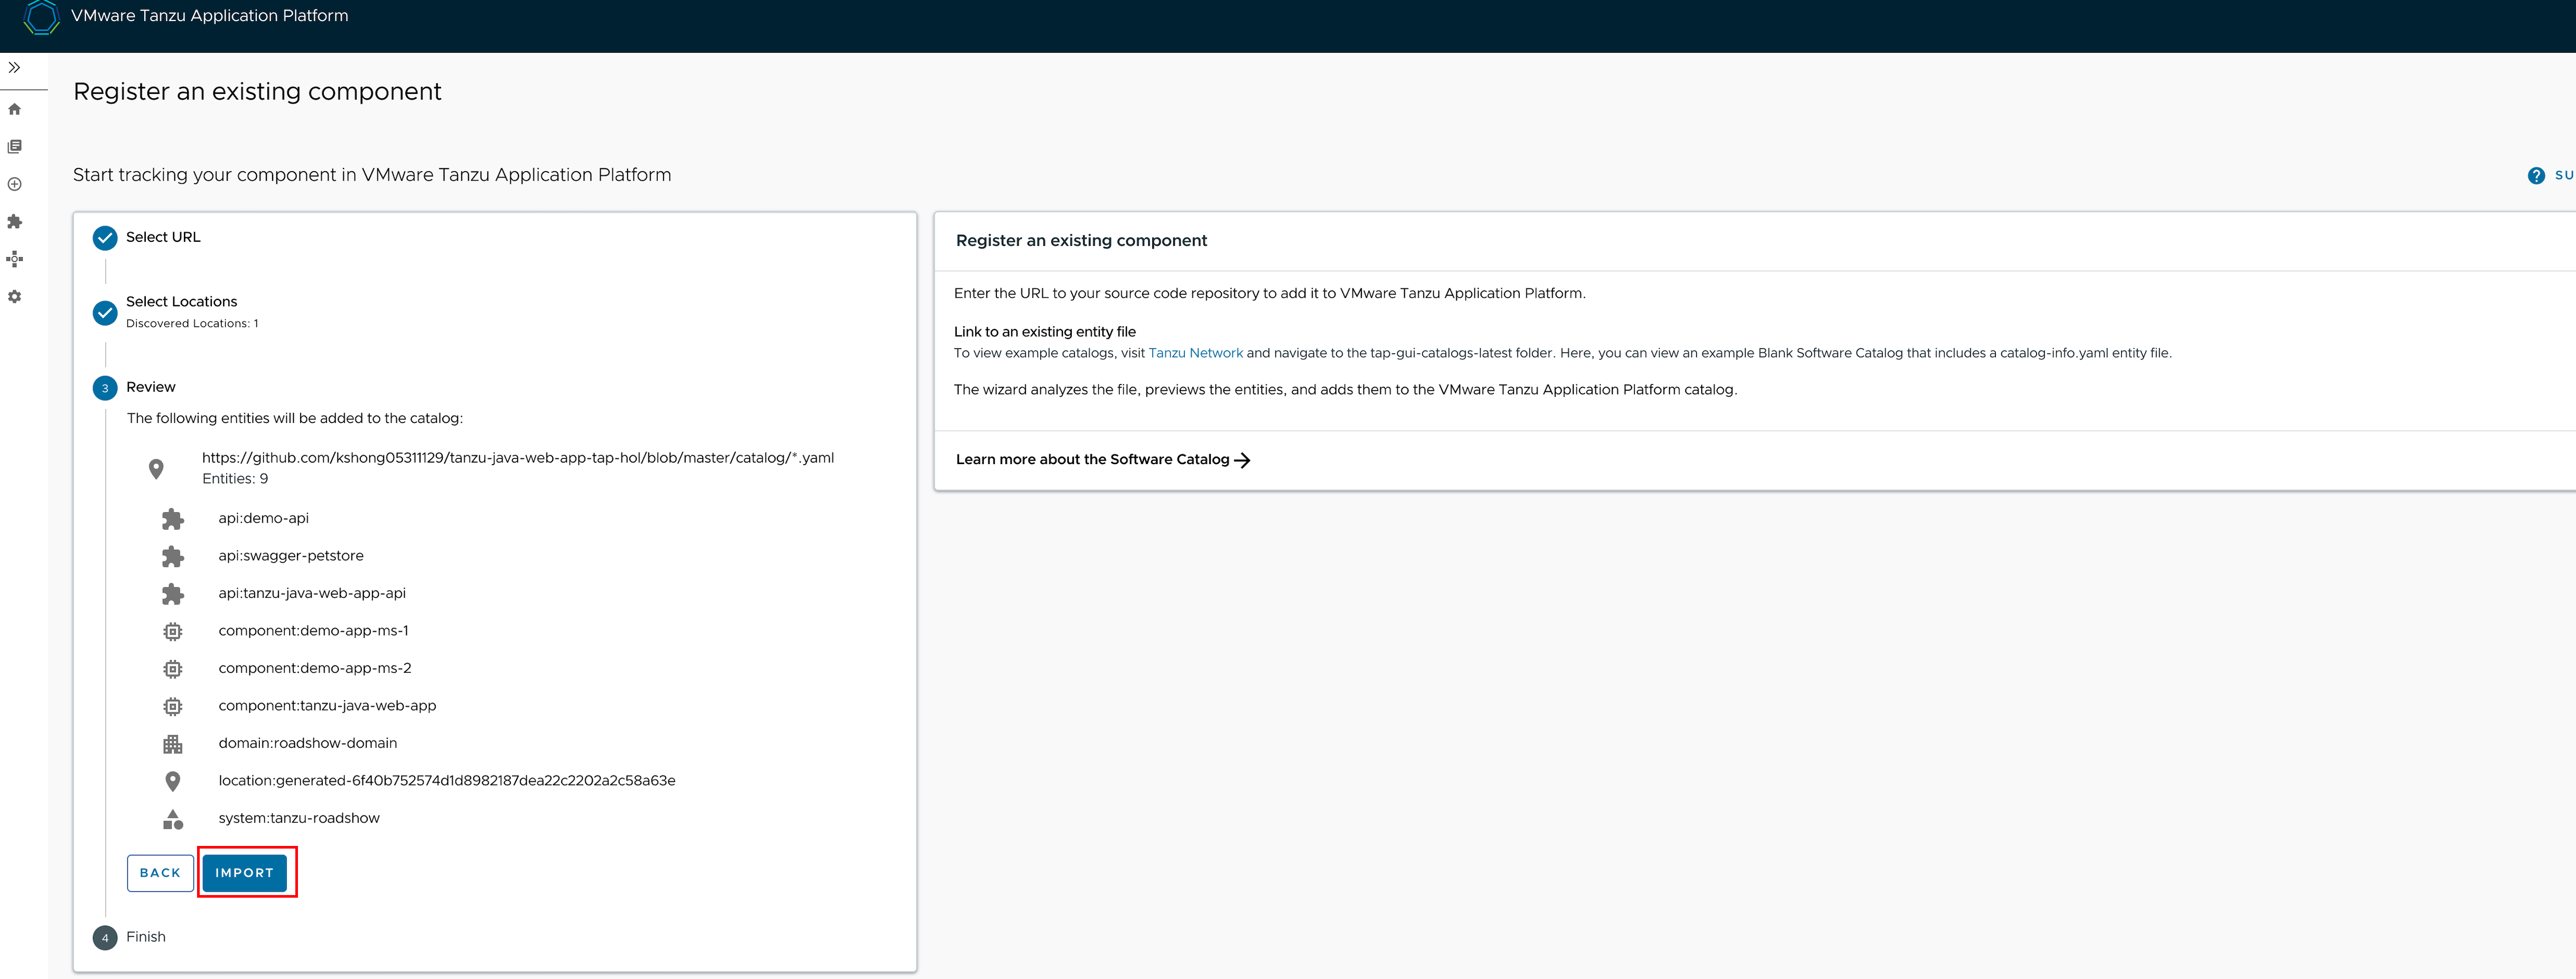 VMware Tanzu Application Platform
Register an existing component
Start tracking your component in VMware Tanzu Application Platform
? SU
Select URL
Select Locations
Discovered Locations: 1
3 Review
The following entities will be added to the catalog:
https://github.com/kshong05311129/tanzu-java-web-app-tap-hol/blob/master/catalog/*.yaml
Entities: 9
api:demo-api
api:swagger-petstore
api:tanzu-java-web-app-api
component:demo-app-ms-1
component:demo-app-ms-2
component:tanzu-java-web-app
domain:roadshow-domain
location:generated-6f40b752574d1d8982187dea22c2202a2c58a63e
system:tanzu-roadshow
BACK IMPORT
4 Finish
Register an existing component
Enter the URL to your source code repository to add it to VMware Tanzu Application Platform.
Link to an existing entity file
To view example catalogs, visit Tanzu Network and navigate to the tap-gui-catalogs-latest folder. Here, you can view an example Blank Software Catalog that includes a catalog-info.yaml entity file.
The wizard analyzes the file, previews the entities, and adds them to the VMware Tanzu Application Platform catalog.
Learn more about the Software Catalog